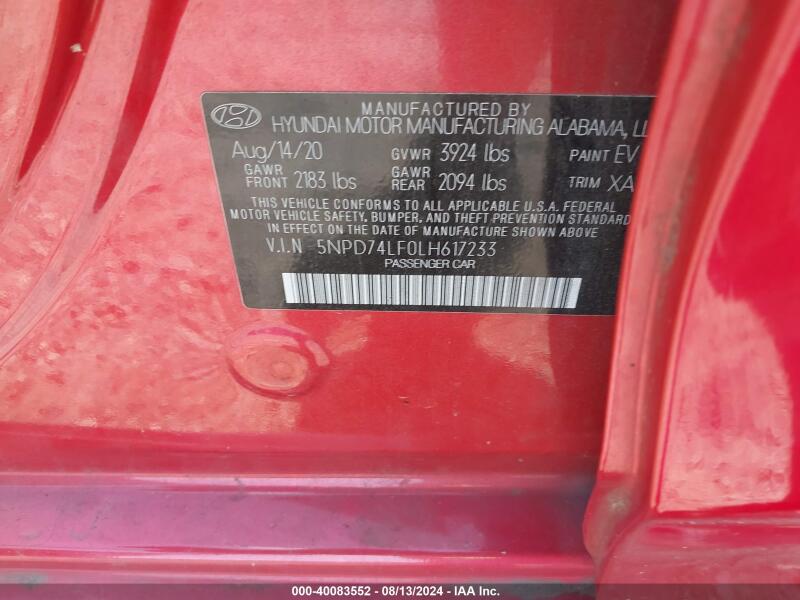 MANUFACTURED BY
HYUNDAI MOTOR MANUFACTURING ALABAMA, LL
Aug/14/20 GVWR 3924 lbs PAINT EV
GAWR FRONT 2183 lbs GAWR REAR 2094 lbs TRIM XA
THIS VEHICLE CONFORMS TO ALL APPLICABLE U.S.A. FEDERAL
MOTOR VEHICLE SAFETY, BUMPER, AND THEFT PREVENTION STANDARD
IN EFFECT ON THE DATE OF MANUFACTURE SHOWN ABOVE
V.I.N 5NPD74LF0LH617233
PASSENGER CAR
000-40083552 - 08/13/2024 - IAA Inc.